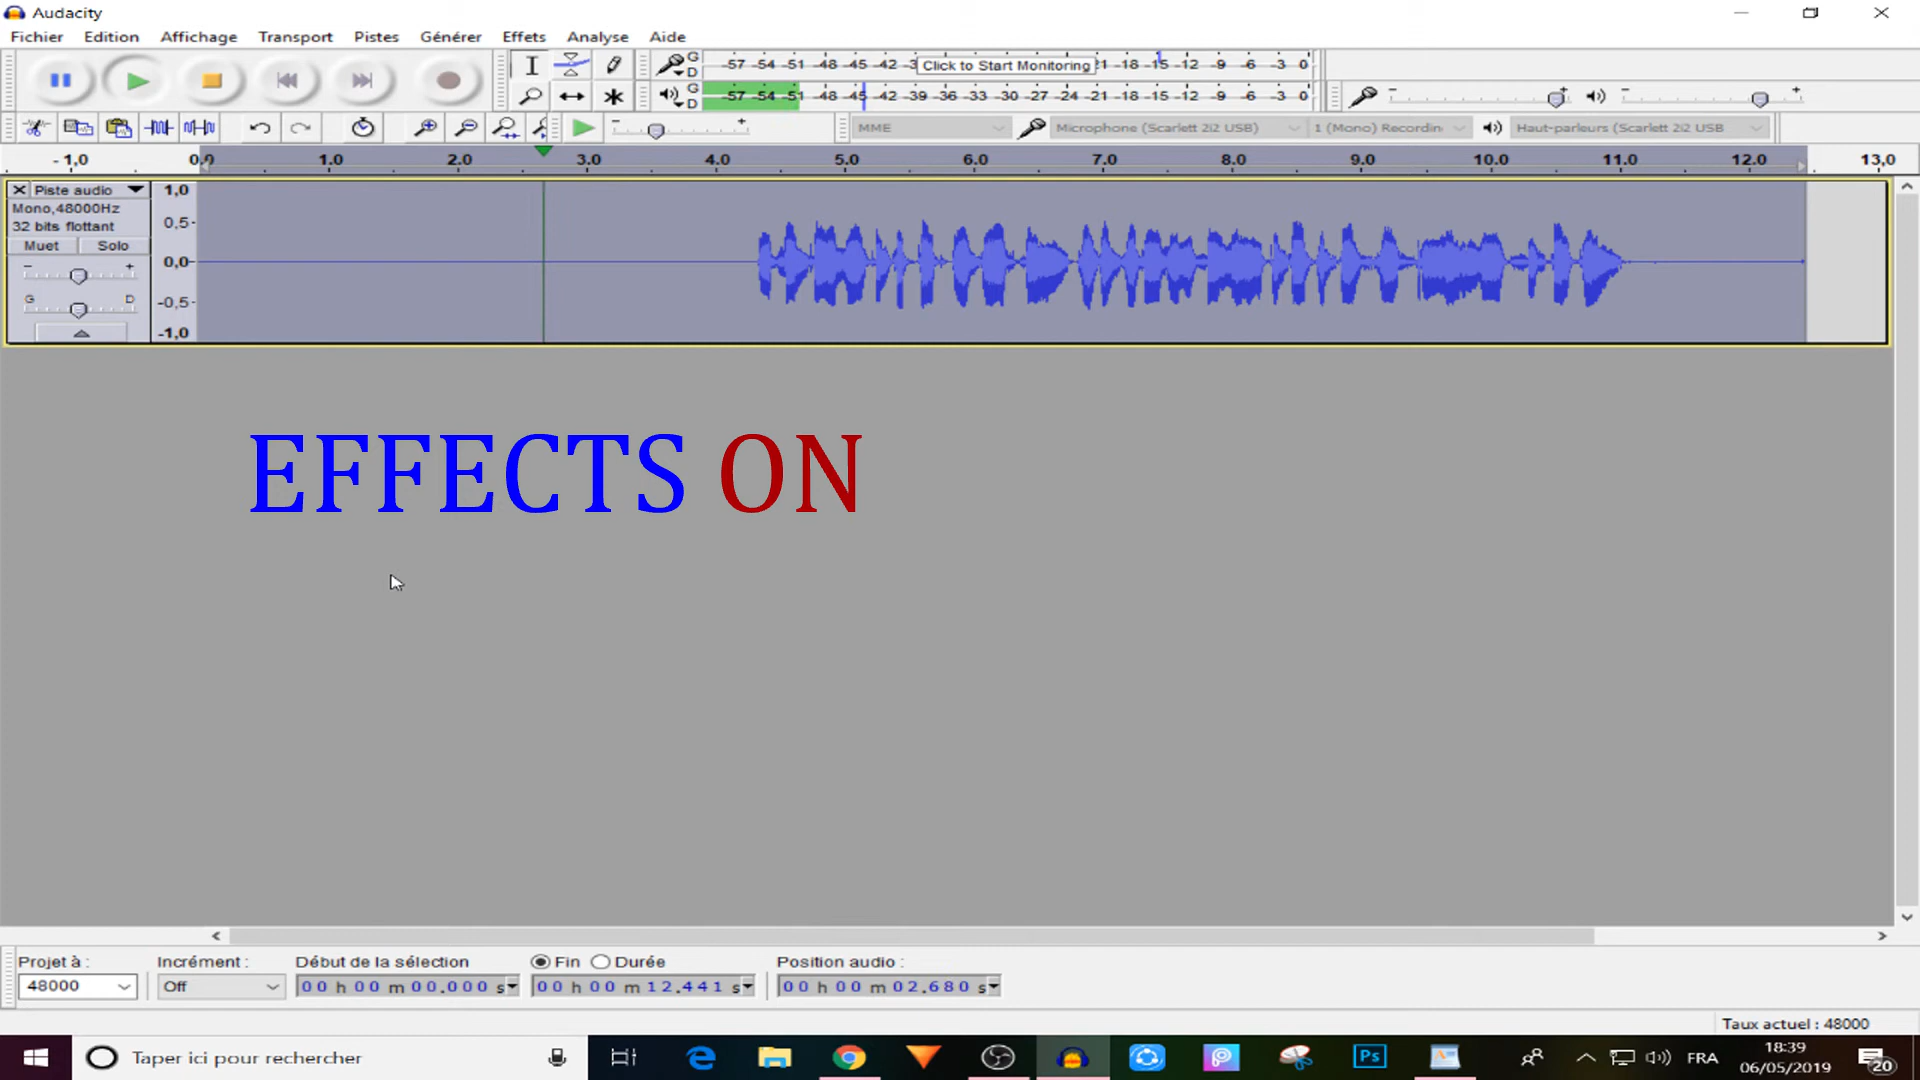 Audacity
Fichier Edition Affichage Transport Pistes Générer Effets Analyse Aide
G
D
-57 -54 -51 -48 -45 -42 -3 Click to Start Monitoring 1 -18 -15 -12 -9 -6 -3 0
G
D
-57 -54 -51 -48 -45 -42 -39 -36 -33 -30 -27 -24 -21 -18 -15 -12 -9 -6 -3 0
MME Microphone (Scarlett 2i2 USB) 1 (Mono) Recordin Haut-parleurs (Scarlett 2i2 USB
-1,0 0,0 1.0 2.0 3.0 4.0 5.0 6.0 7.0 8.0 9.0 10.0 11.0 12.0 13,0
Piste audio
Mono,48000Hz
32 bits flottant
Muet Solo
G D
1,0
0,5
0,0
-0,5
-1,0
EFFECTS ON
Projet à : Incrément : Début de la sélection Fin Durée Position audio :
48000 Off 00 h 00 m 00.000 s 00 h 00 m 12.441 s 00 h 00 m 02.680 s
Taux actuel : 48000
Taper ici pour rechercher
Ps
FRA
18:39
06/05/2019
20